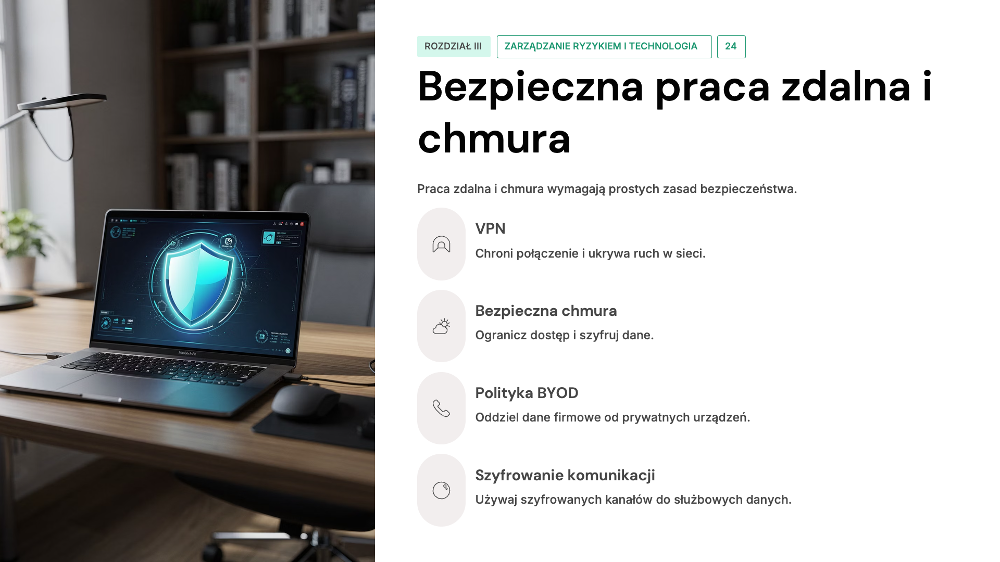 ROZDZIAŁ III
ZARZĄDZANIE RYZYKIEM I TECHNOLOGIA
24
Bezpieczna praca zdalna i
chmura
Praca zdalna i chmura wymagają prostych zasad bezpieczeństwa.
VPN
Chroni połączenie i ukrywa ruch w sieci.
Bezpieczna chmura
Ogranicz dostęp i szyfruj dane.
Polityka BYOD
Oddziel dane firmowe od prywatnych urządzeń.
Szyfrowanie komunikacji
Używaj szyfrowanych kanałów do służbowych danych.